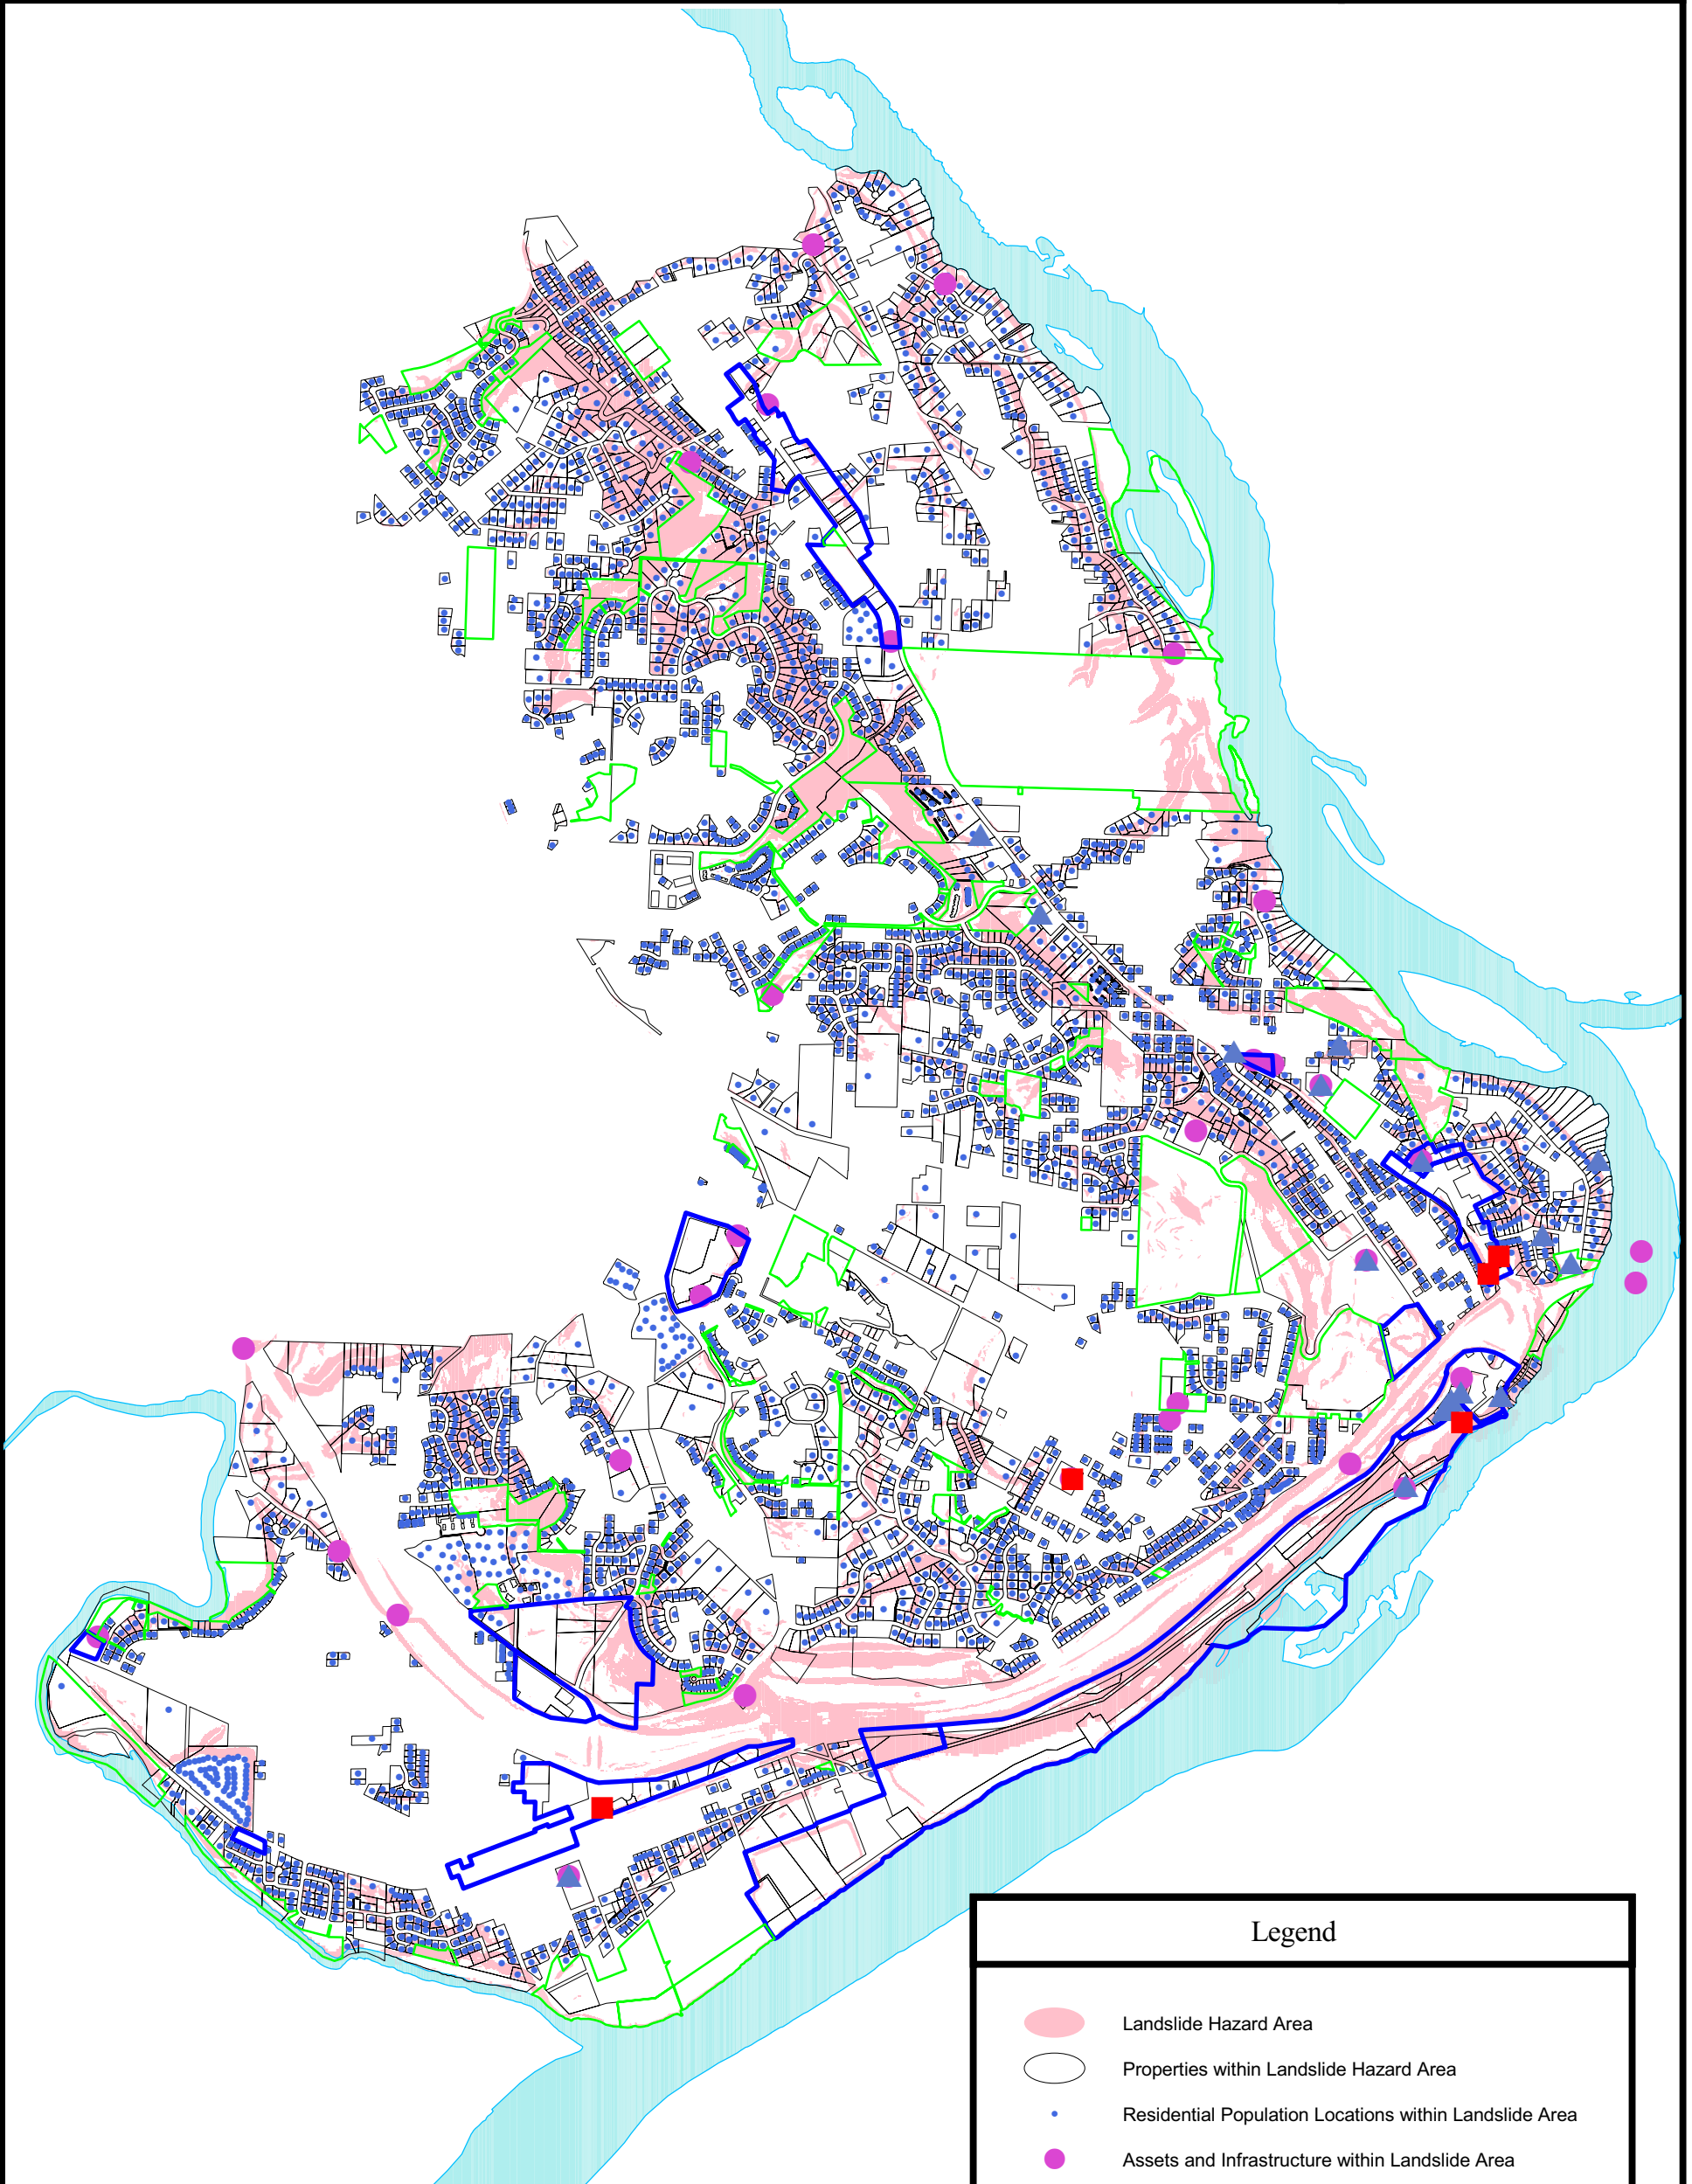 Legend
Landslide Hazard Area
Properties within Landslide Hazard Area
Residential Population Locations within Landslide Area
Assets and Infrastructure within Landslide Area